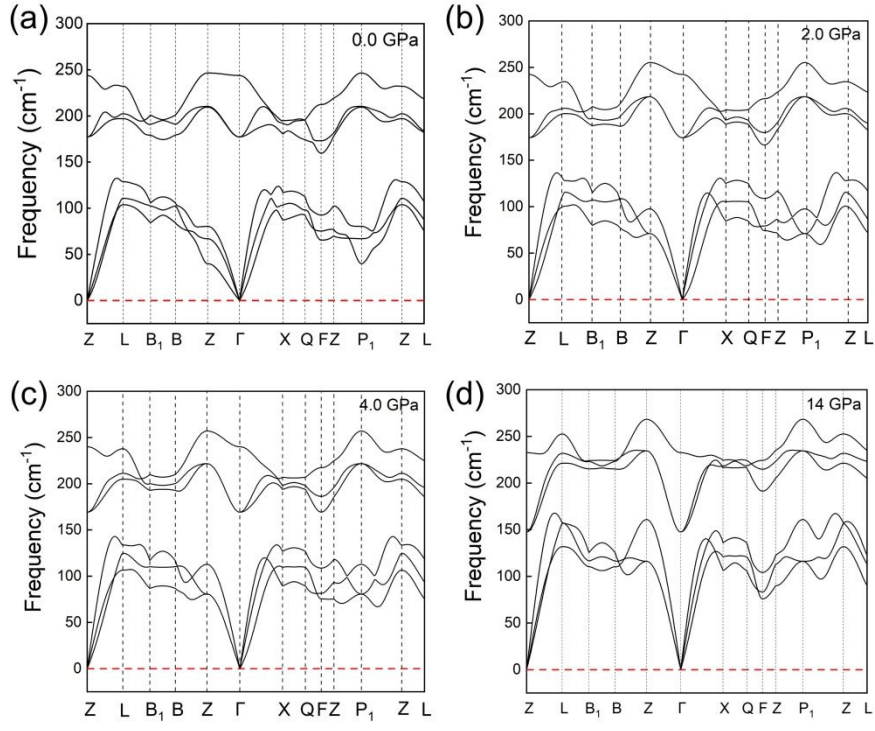 (a)
0.0 GPa
Frequency (cm⁻¹)
300
250
200
150
100
50
0
Z L B₁ B Z Γ X Q F Z P₁ Z L
(b)
2.0 GPa
Frequency (cm⁻¹)
300
250
200
150
100
50
0
Z L B₁ B Z Γ X Q F Z P₁ Z L
(c)
4.0 GPa
Frequency (cm⁻¹)
300
250
200
150
100
50
0
Z L B₁ B Z Γ X Q F Z P₁ Z L
(d)
14 GPa
Frequency (cm⁻¹)
300
250
200
150
100
50
0
Z L B₁ B Z Γ X Q F Z P₁ Z L